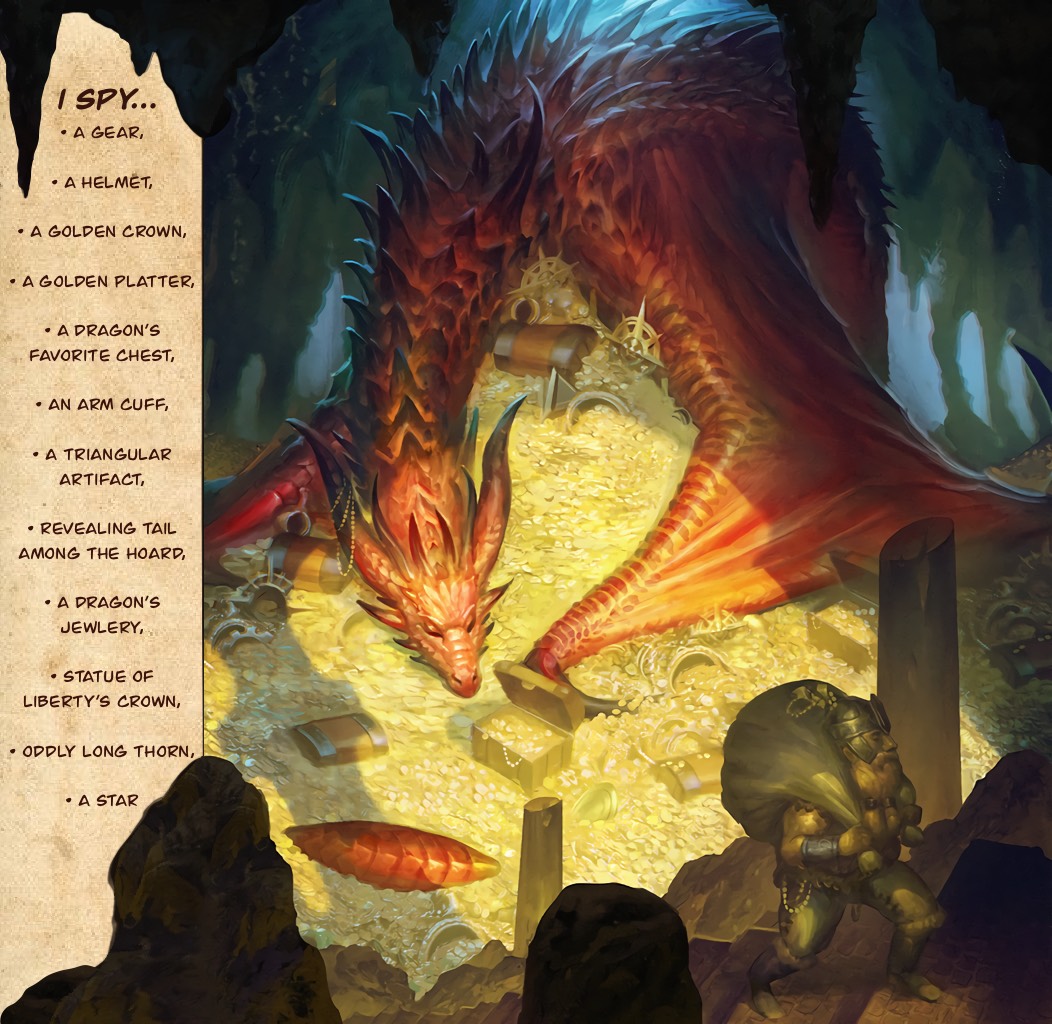 I SPY...
• A GEAR,
• A HELMET,
• A GOLDEN CROWN,
• A GOLDEN PLATTER,
• A DRAGON'S
FAVORITE CHEST,
• AN ARM CUFF,
• A TRIANGULAR
ARTIFACT,
• REVEALING TAIL
AMONG THE HOARD,
• A DRAGON'S
JEWLERY,
• STATUE OF
LIBERTY'S CROWN,
• ODDLY LONG THORN,
• A STAR